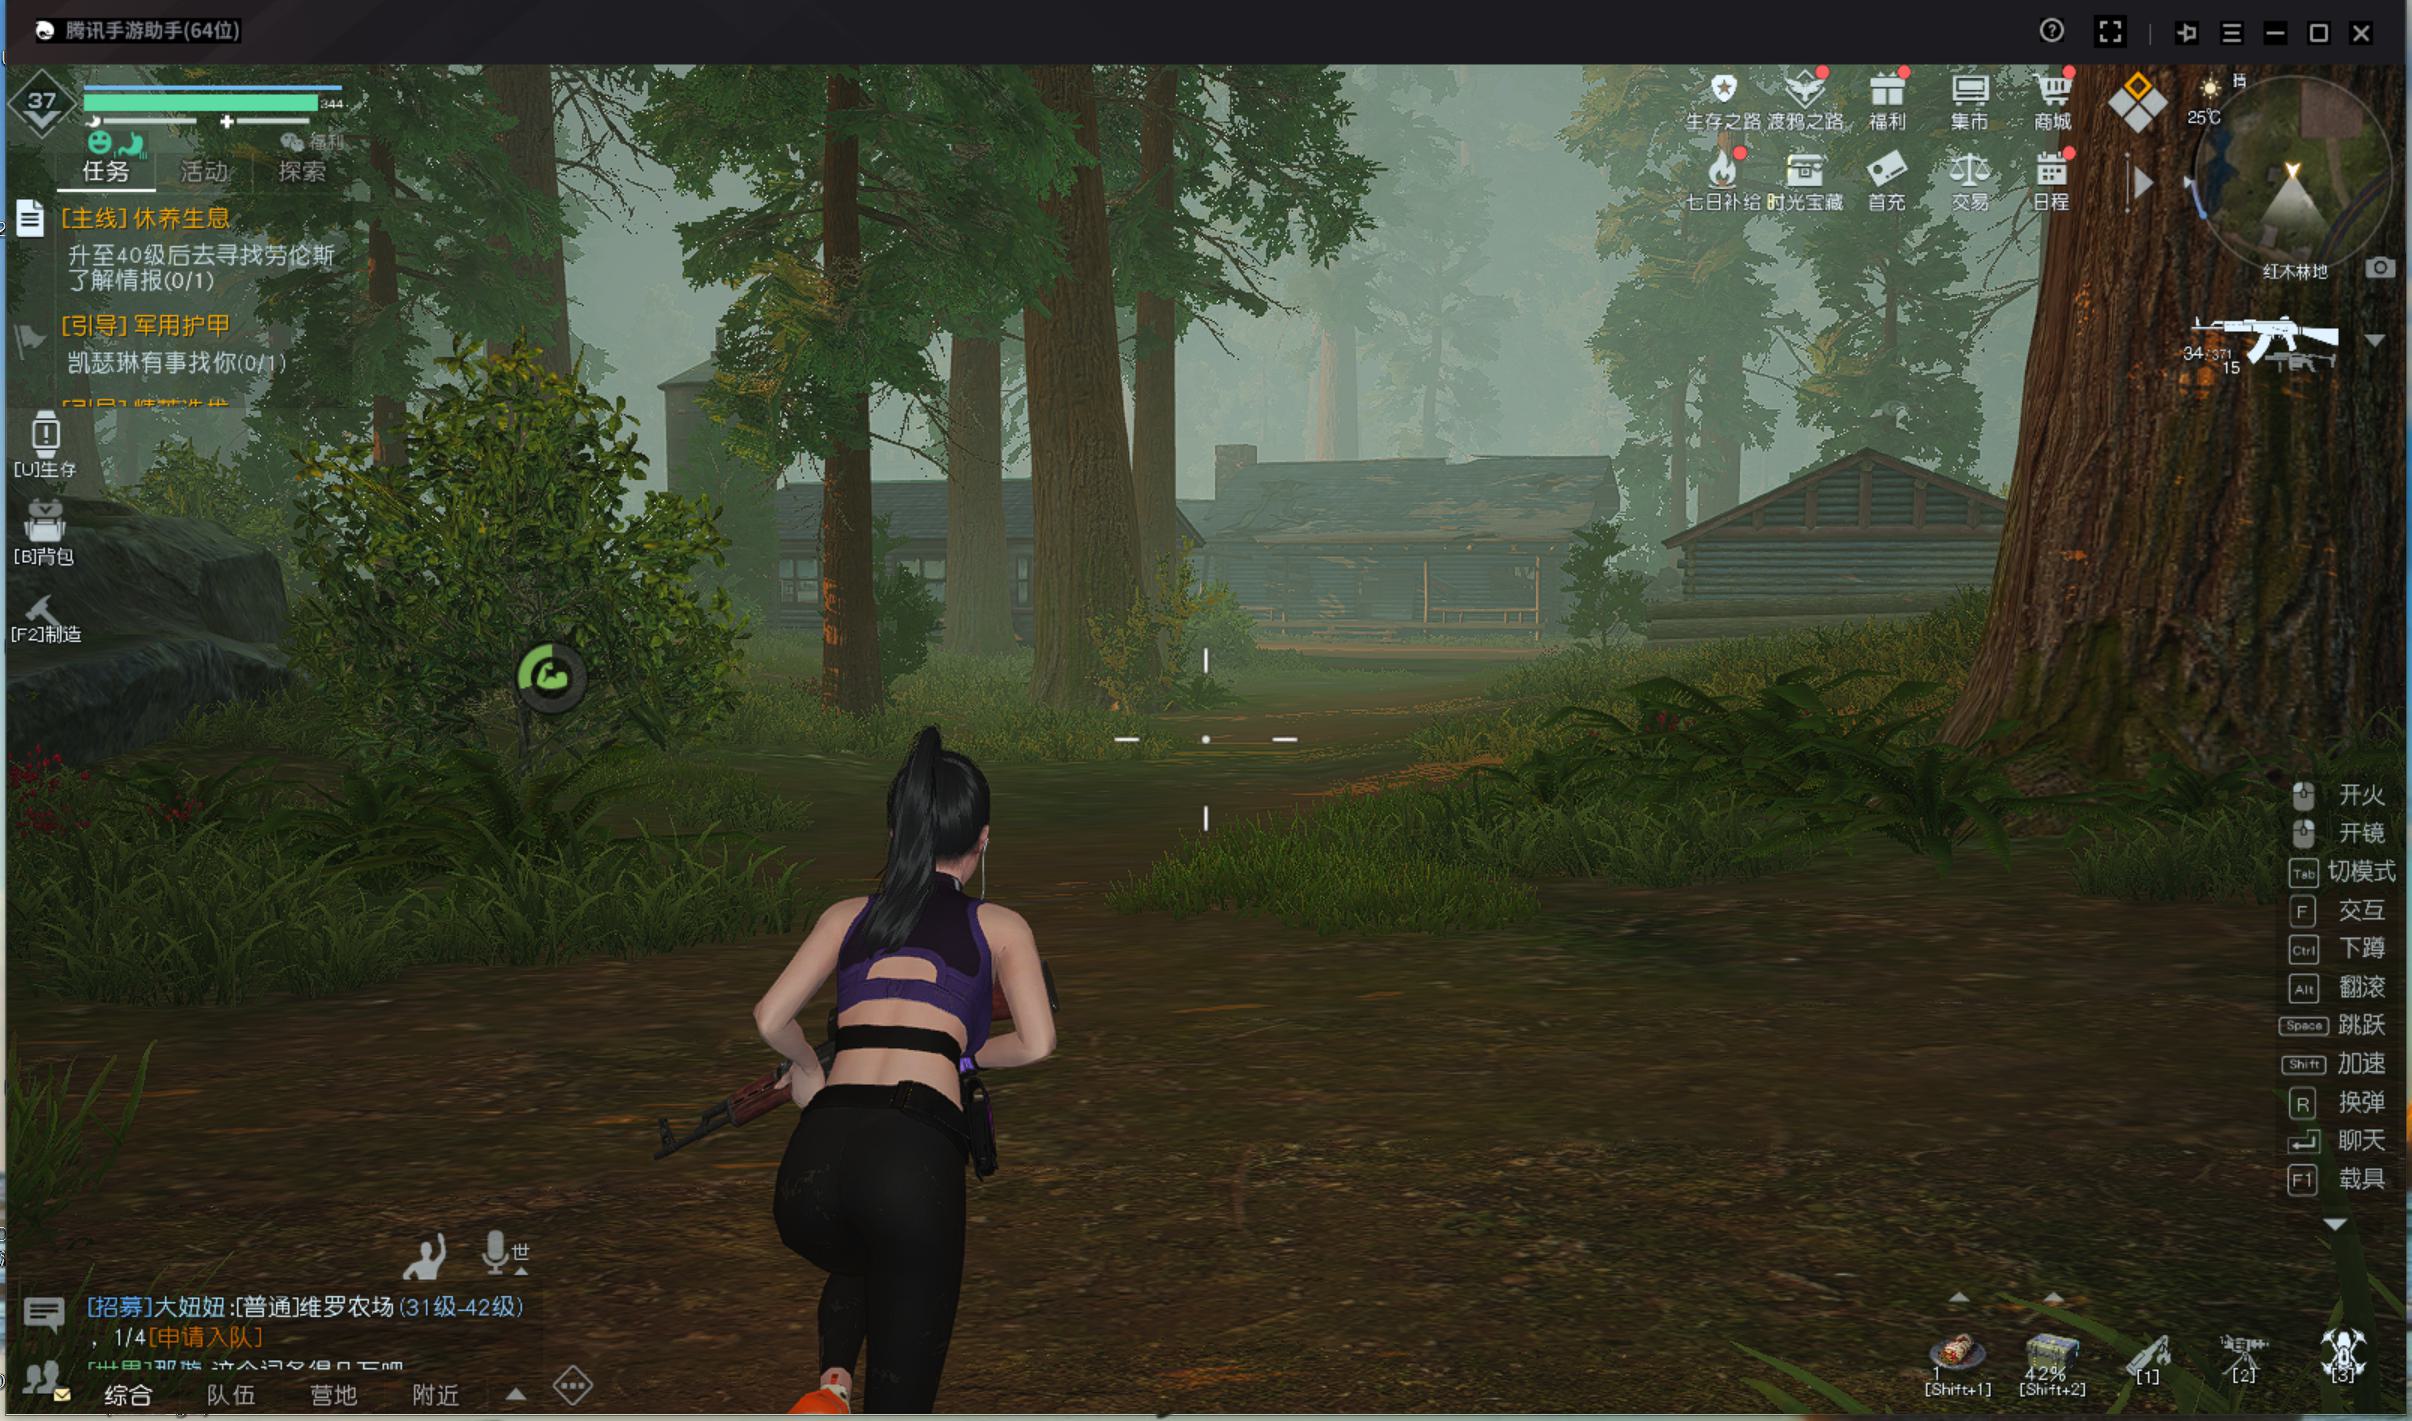 腾讯手游助手(64位)
37
344
福利
任务 活动 探索
[主线] 休养生息
升至40级后去寻找劳伦斯
了解情报(0/1)
[引导] 军用护甲
凯瑟琳有事找你(0/1)
[U]生存
[B]背包
[F2]制造
生存之路 渡鸦之路 福利 集市 商城
七日补给 时光宝藏 首充 交易 日程
晴
25℃
红木林地
34/371
15
开火
开镜
Tab 切模式
F 交互
Ctrl 下蹲
Alt 翻滚
Space 跳跃
Shift 加速
R 换弹
聊天
F1 载具
世
[招募]大妞妞:[普通]维罗农场(31级-42级)
，1/4[申请入队]
综合 队伍 营地 附近
1 42%
[Shift+1] [Shift+2] [1] [2] [3]